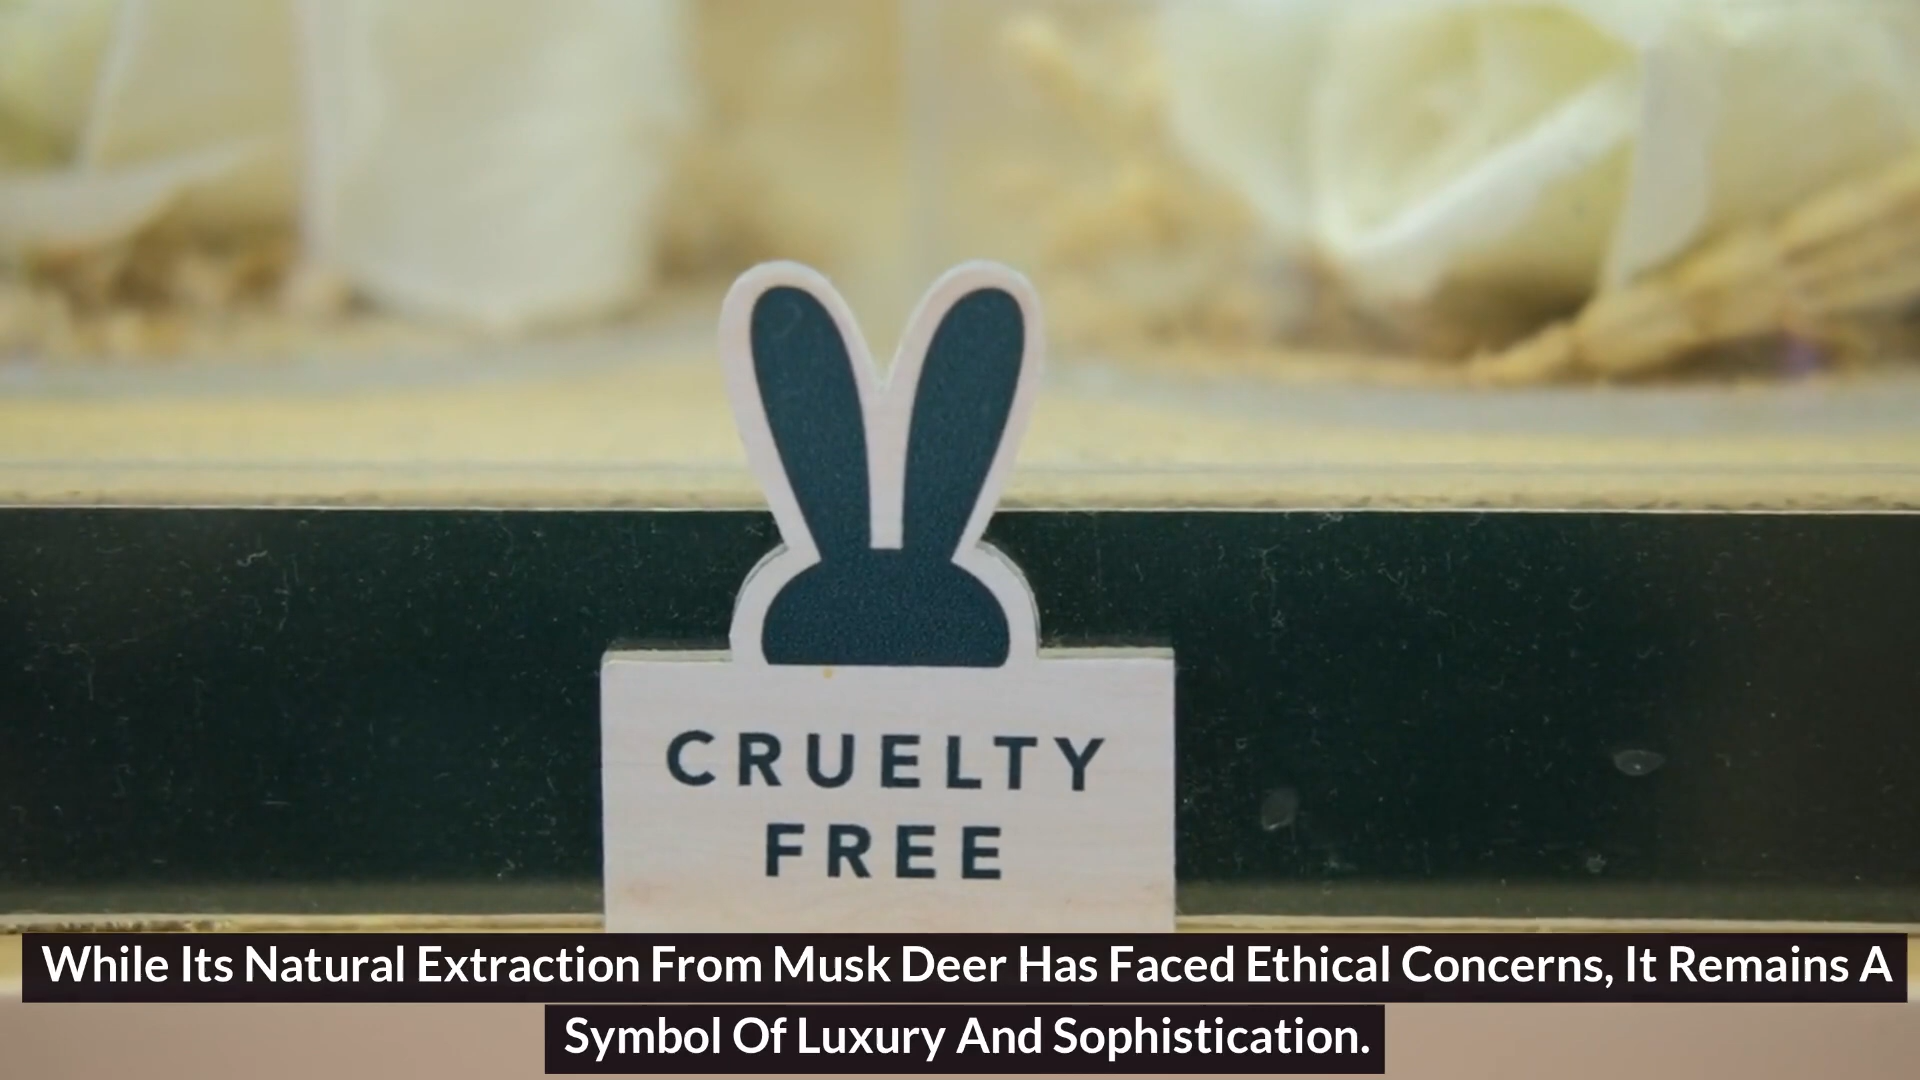 CRUELTY
FREE
While Its Natural Extraction From Musk Deer Has Faced Ethical Concerns, It Remains A
Symbol Of Luxury And Sophistication.